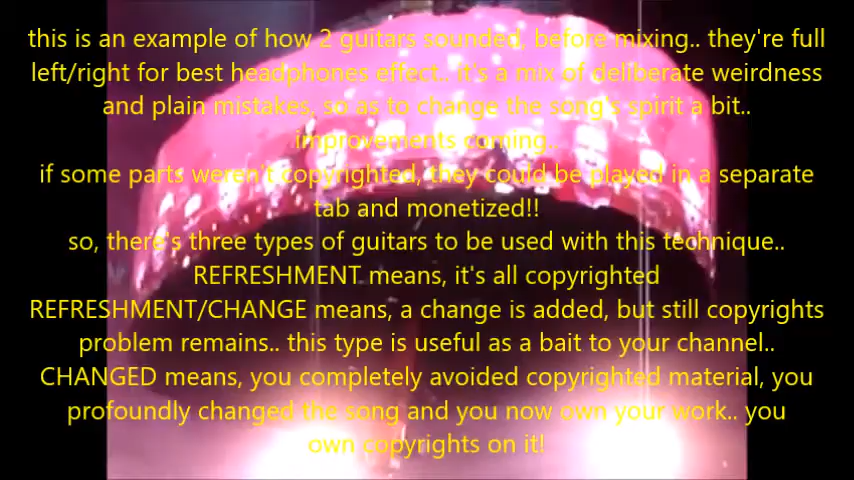 this is an example of how 2 guitars sounded, before mixing.. they're full
left/right for best headphones effect.. it's a mix of deliberate weirdness
and plain mistakes, so as to change the song's spirit a bit..
improvements coming..
if some parts weren't copyrighted, they could be played in a separate
tab and monetized!!
so, there's three types of guitars to be used with this technique..
REFRESHMENT means, it's all copyrighted
REFRESHMENT/CHANGE means, a change is added, but still copyrights
problem remains.. this type is useful as a bait to your channel..
CHANGED means, you completely avoided copyrighted material, you
profoundly changed the song and you now own your work.. you
own copyrights on it!